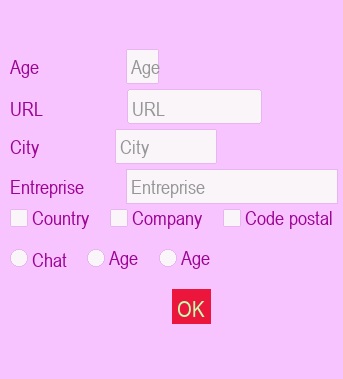 Age Age
URL URL
City City
Entreprise Entreprise
Country Company Code postal
Chat Age Age
OK